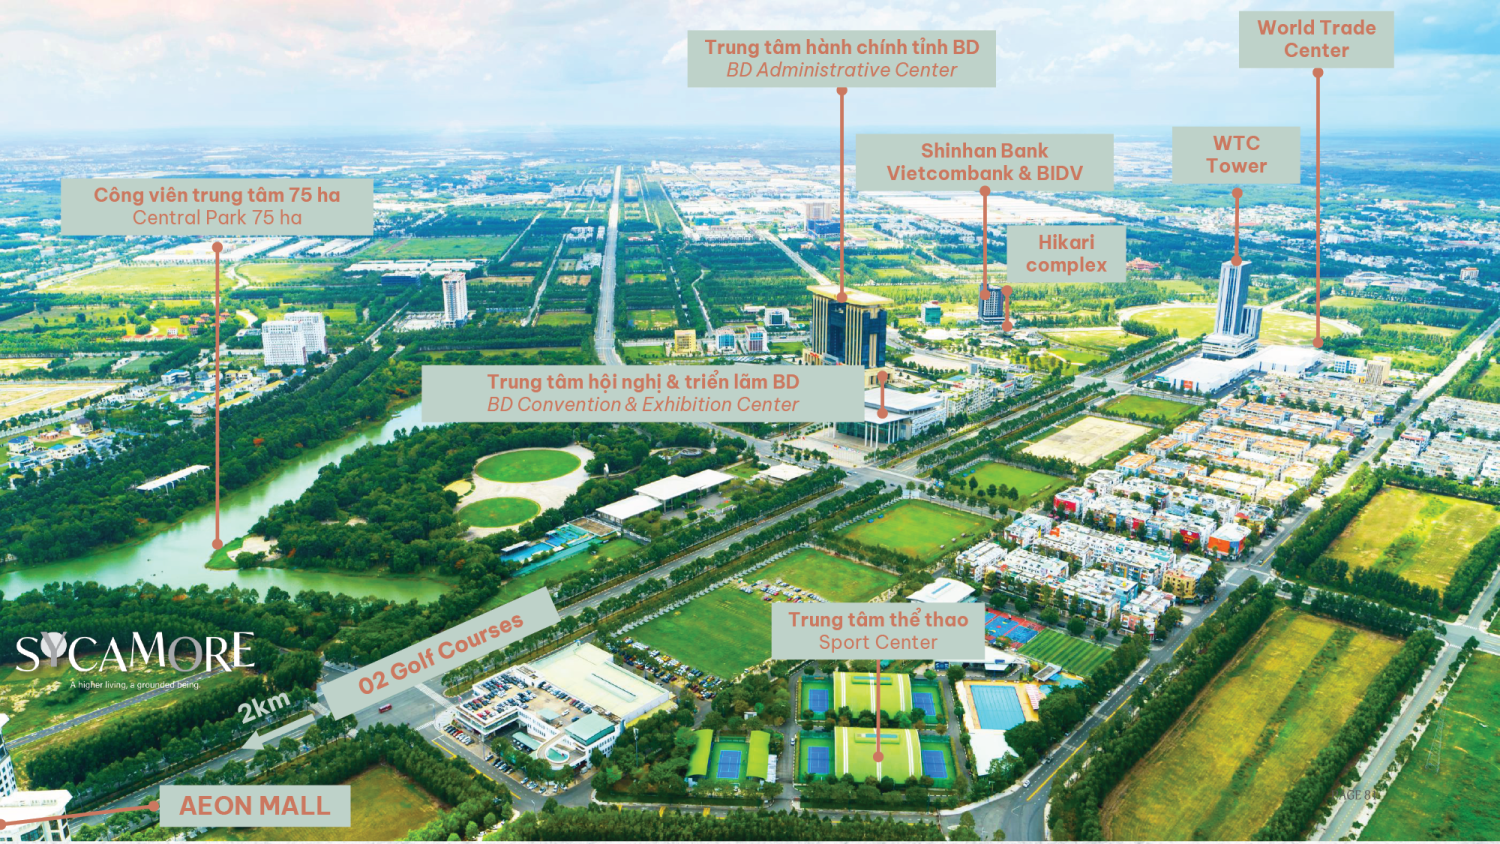 World Trade
Center
Trung tâm hành chính tỉnh BD
BD Administrative Center
WTC
Tower
Shinhan Bank
Vietcombank & BIDV
Công viên trung tâm 75 ha
Central Park 75 ha
Hikari
complex
Trung tâm hội nghị & triển lãm BD
BD Convention & Exhibition Center
Trung tâm thể thao
Sport Center
02 Golf Courses
SYCAMORE
A higher living, a grounded being.
2km
AEON MALL